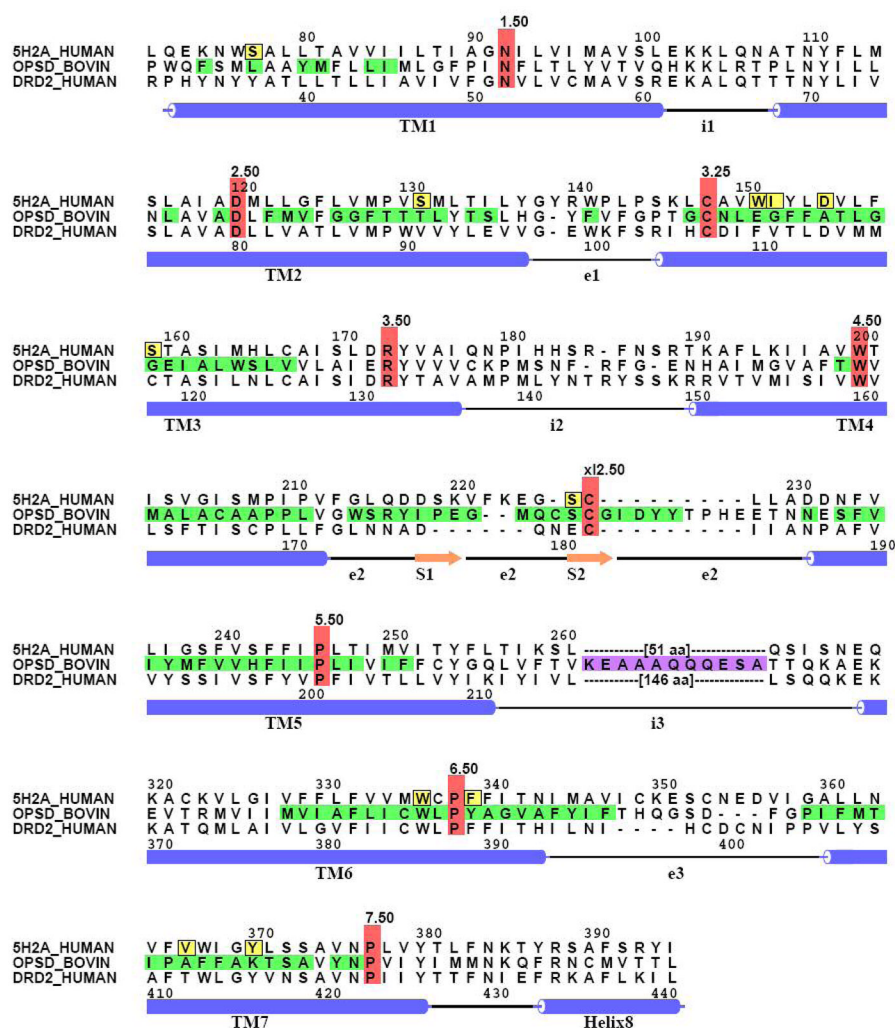 1.50
80 90 100 110
5H2A_HUMAN L Q E K N W S A L L T A V V I I L T I A G N I L V I M A V S L E K K L Q N A T N Y F L M
OPSD_BOVIN P W Q F S M L A A Y M F L L I M L G F P I N F L T L Y V T V Q H K K L R T P L N Y I L L
DRD2_HUMAN R P H Y N Y Y A T L L T L L I A V I V F G N V L V C M A V S R E K A L Q T T T N Y L I V
40 50 60 70
TM1 i1
2.50 3.25
120 130 140 150
5H2A_HUMAN S L A I A D M L L G F L V M P V S M L T I L Y G Y R W P L P S K L C A V W I Y L D V L F
OPSD_BOVIN N L A V A D L F M V F G G F T T T L Y T S L H G - Y F V F G P T G C N L E G F F A T L G
DRD2_HUMAN S L A V A D L L V A T L V M P W V V Y L E V V G - E W K F S R I H C D I F V T L D V M M
80 90 100 110
TM2 e1
3.50 4.50
160 170 180 190 200
5H2A_HUMAN S T A S I M H L C A I S L D R Y V A I Q N P I H H S R - F N S R T K A F L K I I A V W T
OPSD_BOVIN G E I A L W S L V V L A I E R Y V V V C K P M S N F - R F G - E N H A I M G V A F T W V
DRD2_HUMAN C T A S I L N L C A I S I D R Y T A V A M P M L Y N T R Y S S K R R V T V M I S I V W V
120 130 140 150 160
TM3 i2 TM4
xl2.50
210 220 230
5H2A_HUMAN I S V G I S M P I P V F G L Q D D S K V F K E G - S C - - - - - - - - - - L L A D D N F V
OPSD_BOVIN M A L A C A A P P L V G W S R Y I P E G - - M Q C S C G I D Y Y T P H E E T N N E S F V
DRD2_HUMAN L S F T I S C P L L F G L N N A D - - - - - - Q N E C - - - - - - - - - - I I A N P A F V
170 180 190
e2 S1 e2 S2 e2
5.50
240 250 260
5H2A_HUMAN L I G S F V S F F I P L T I M V I T Y F L T I K S L -----------[51 aa]----------- Q S I S N E Q
OPSD_BOVIN I Y M F V V H F I I P L I V I F F C Y G Q L V F T V K E A A A Q Q Q E S A T T Q K A E K
DRD2_HUMAN V Y S S I V S F Y V P F I V T L L V Y I K I Y I V L -----------[146 aa]----------- L S Q Q K E K
200 210
TM5 i3
6.50
320 330 340 350 360
5H2A_HUMAN K A C K V L G I V F F L F V V M W C P F F L T N I M A V I C K E S C N E D V I G A L L N
OPSD_BOVIN E V T R M V I I M V I A F L I C W L P Y A G V A F Y I F T H Q G S D - - - F G P I F M T
DRD2_HUMAN K A T Q M L A I V L G V F I I C W L P F F I T H I L N I - - - - H C D C N I P P V L Y S
370 380 390 400
TM6 e3
7.50
370 380 390
5H2A_HUMAN V F V W I G Y L S S A V N P L V Y T L F N K T Y R S A F S R Y I
OPSD_BOVIN I P A F F A K T S A V Y N P V I Y I M M N K Q F R N C M V T T L
DRD2_HUMAN A F T W L G Y V N S A V N P I I Y T T F N I E F R K A F L K I L
410 420 430 440
TM7 Helix8